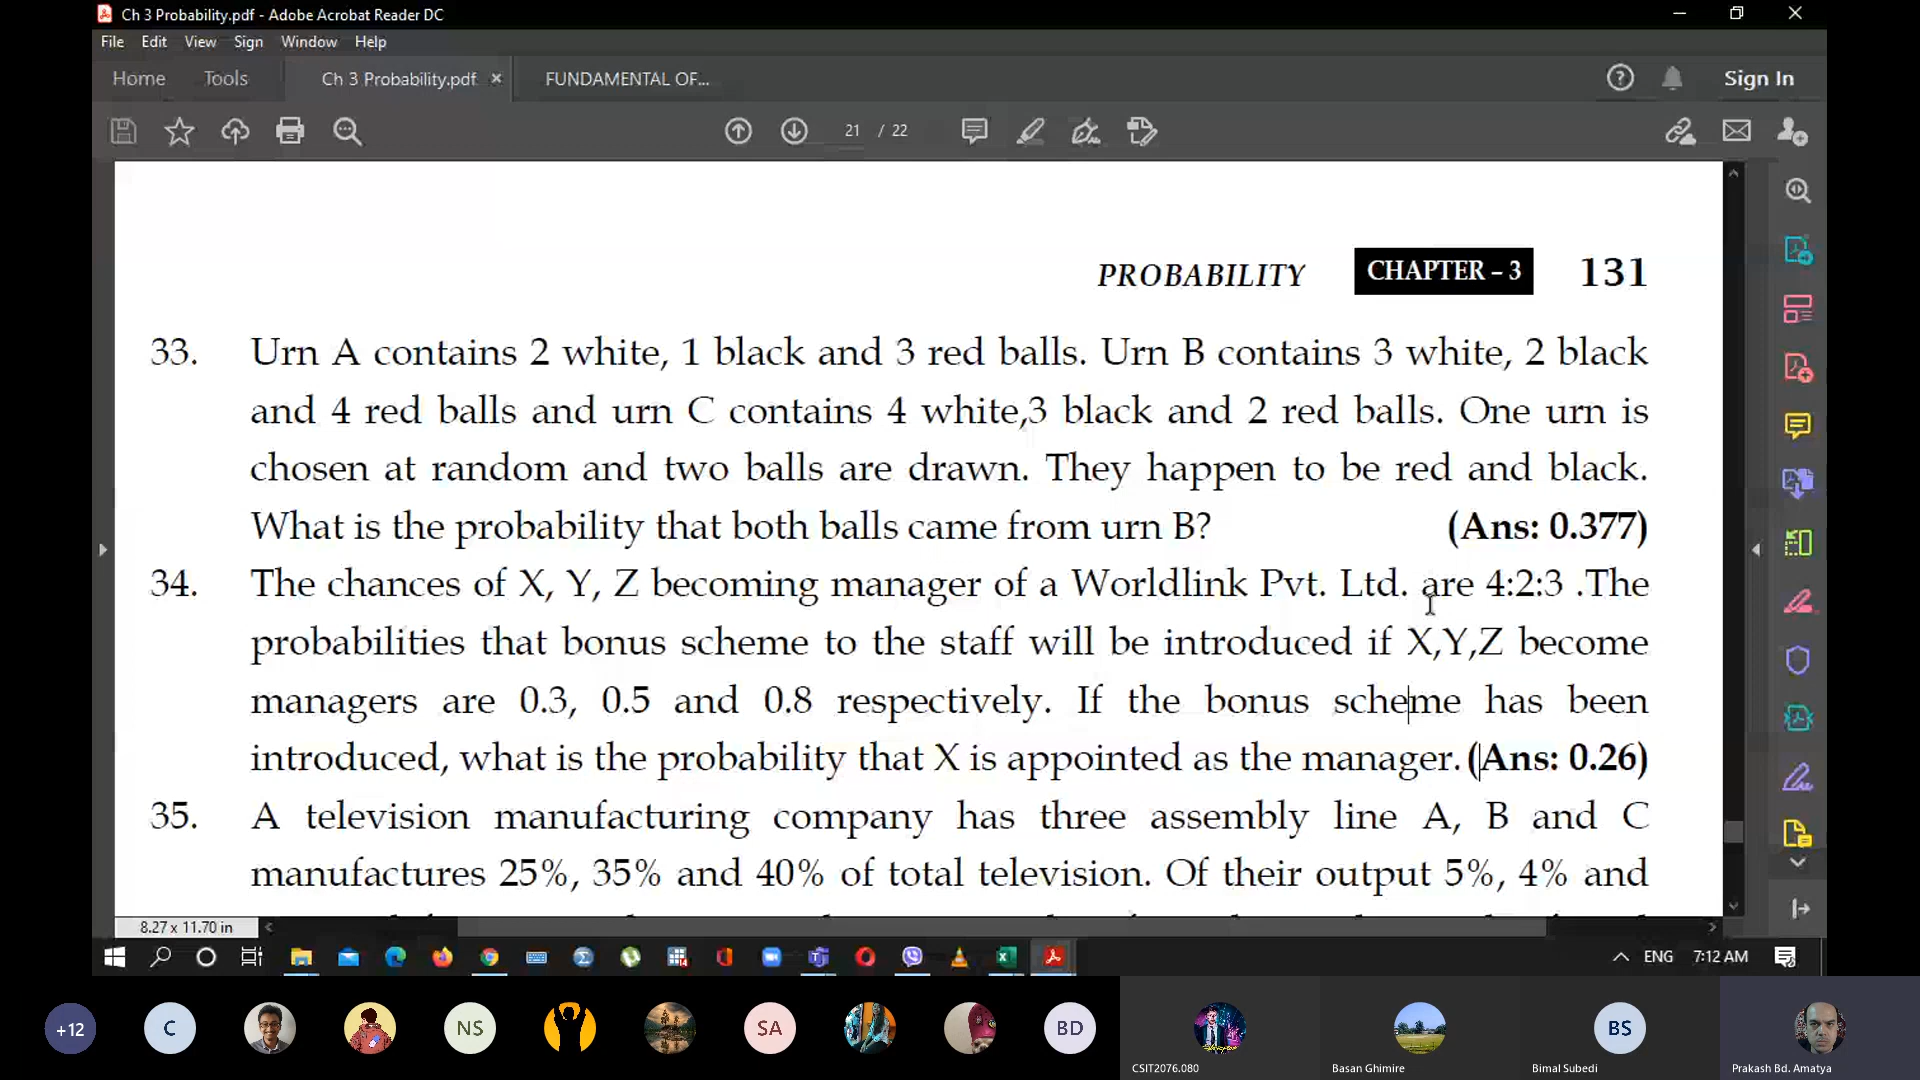 Ch 3 Probability.pdf - Adobe Acrobat Reader DC
File Edit View Sign Window Help
Home Tools Ch 3 Probability.pdf × FUNDAMENTAL OF... Sign In
21 / 22
PROBABILITY CHAPTER – 3 131
33. Urn A contains 2 white, 1 black and 3 red balls. Urn B contains 3 white, 2 black
and 4 red balls and urn C contains 4 white,3 black and 2 red balls. One urn is
chosen at random and two balls are drawn. They happen to be red and black.
What is the probability that both balls came from urn B? (Ans: 0.377)
34. The chances of X, Y, Z becoming manager of a Worldlink Pvt. Ltd. are 4:2:3 .The
probabilities that bonus scheme to the staff will be introduced if X,Y,Z become
managers are 0.3, 0.5 and 0.8 respectively. If the bonus scheme has been
introduced, what is the probability that X is appointed as the manager. (Ans: 0.26)
35. A television manufacturing company has three assembly line A, B and C
manufactures 25%, 35% and 40% of total television. Of their output 5%, 4% and
8.27 x 11.70 in
ENG 7:12 AM
+12 C NS SA BD BS
CSIT2076.080 Basan Ghimire Bimal Subedi Prakash Bd. Amatya